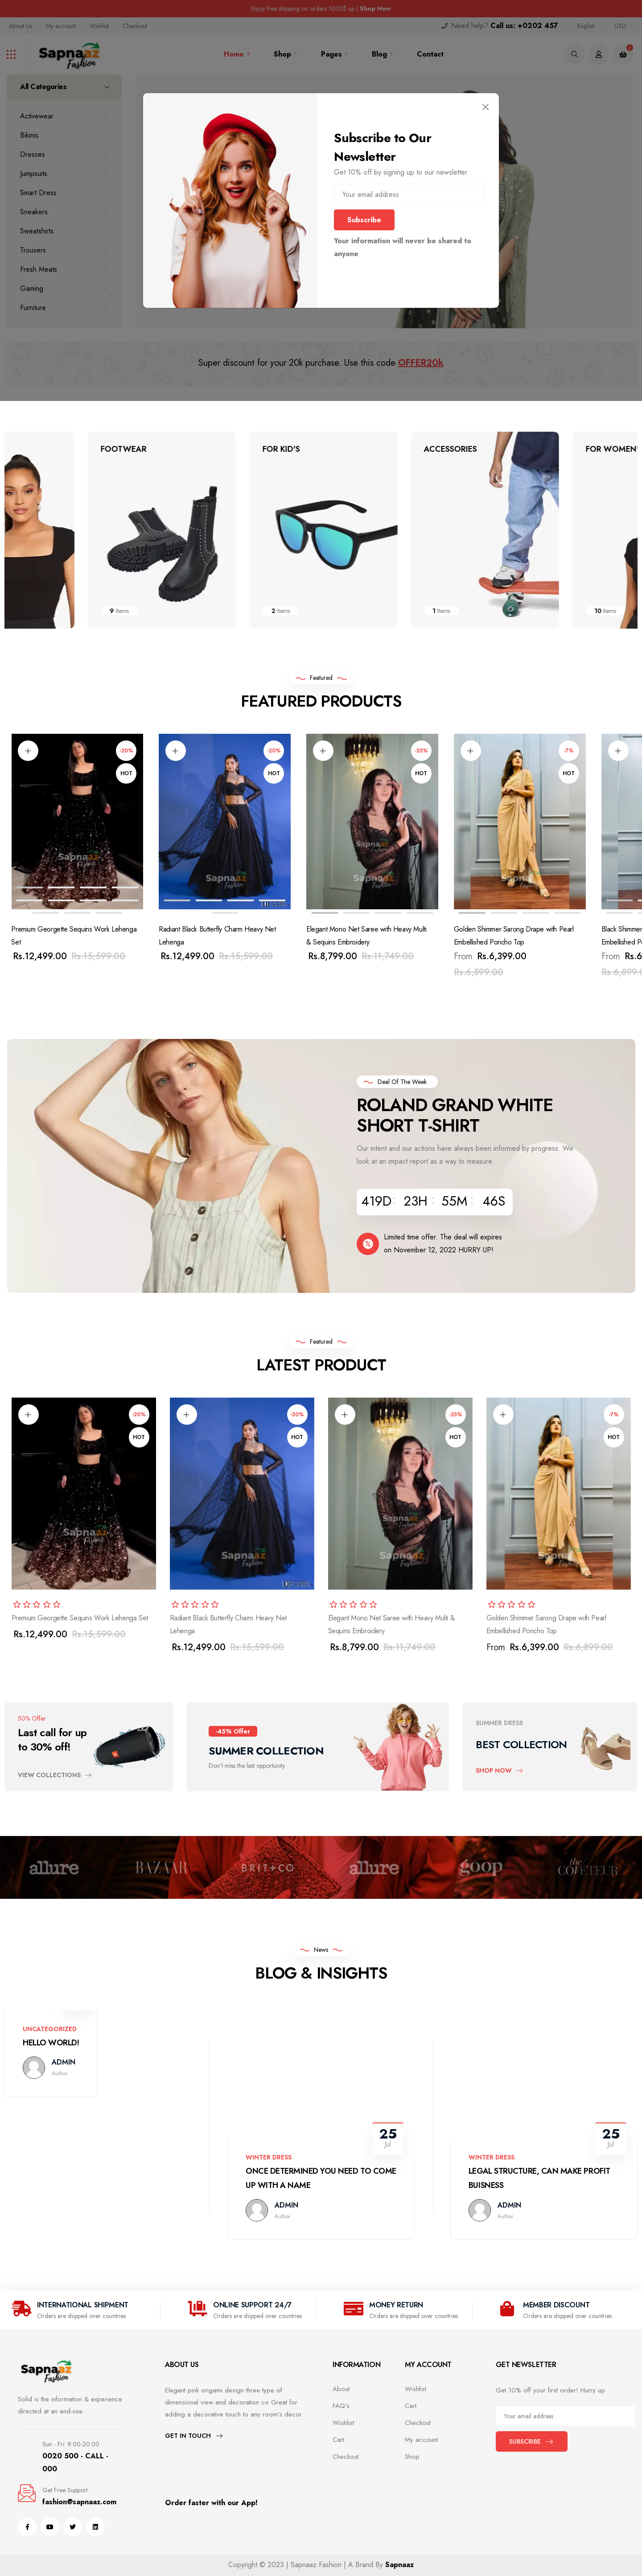 Enjoy free shipping on orders 1000$ up | Shop Now
About Us My account Wishlist Checkout Need help? Call us: +0202 457 English USD
Sapnaaz Fashion
Home + Shop + Pages + Blog + Contact 0
All Categories
Activewear
Bikinis
Dresses
Jumpsuits
Smart Dress
Sneakers
Sweatshirts
Trousers
Fresh Meats
Gaming
Furniture
Subscribe to Our
Newsletter
Get 10% off by signing up to our newsletter.
Your email address
Subscribe
Your information will never be shared to
anyone
Super discount for your 20k purchase. Use this code OFFER20k
FOOTWEAR
9 Items
FOR KID'S
2 Items
ACCESSORIES
1 Items
FOR WOMEN'
10 Items
Featured
FEATURED PRODUCTS
-20%
HOT
Sapnaaz Fashion
Premium Georgette Sequins Work Lehenga
Set
Rs.12,499.00 Rs.15,599.00
-20%
HOT
Sapnaaz Fashion
Radiant Black Butterfly Charm Heavy Net
Lehenga
Rs.12,499.00 Rs.15,599.00
-25%
HOT
Sapnaaz Fashion
Elegant Mono Net Saree with Heavy Multi
& Sequins Embroidery
Rs.8,799.00 Rs.11,749.00
-7%
HOT
Sapnaaz Fashion
Golden Shimmer Sarong Drape with Pearl
Embellished Poncho Top
From Rs.6,399.00
Rs.6,899.00
Black Shimmer
Embellished Po
From Rs.6
Rs.6,899.0
Deal Of The Week
ROLAND GRAND WHITE
SHORT T-SHIRT
Our intent and our actions have always been informed by progress. We
look at an impact report as a way to measure.
419D : 23H : 55M : 46S
Limited time offer. The deal will expires
on November 12, 2022 HURRY UP!
Featured
LATEST PRODUCT
-20%
HOT
Sapnaaz Fashion
Premium Georgette Sequins Work Lehenga Set
Rs.12,499.00 Rs.15,599.00
-20%
HOT
Sapnaaz Fashion
Radiant Black Butterfly Charm Heavy Net
Lehenga
Rs.12,499.00 Rs.15,599.00
-25%
HOT
Sapnaaz Fashion
Elegant Mono Net Saree with Heavy Multi &
Sequins Embroidery
Rs.8,799.00 Rs.11,749.00
-7%
HOT
Sapnaaz Fashion
Golden Shimmer Sarong Drape with Pearl
Embellished Poncho Top
From Rs.6,399.00 Rs.6,899.00
50% Offer
Last call for up
to 30% off!
VIEW COLLECTIONS
-45% Offer
SUMMER COLLECTION
Don't miss the last opportunity
SUMMER DRESS
BEST COLLECTION
SHOP NOW
allure BAZAAR BRIT+CO allure goop the COVETEUR
News
BLOG & INSIGHTS
UNCATEGORIZED
HELLO WORLD!
ADMIN
Author
25
Jul
WINTER DRESS
ONCE DETERMINED YOU NEED TO COME
UP WITH A NAME
ADMIN
Author
25
Jul
WINTER DRESS
LEGAL STRUCTURE, CAN MAKE PROFIT
BUISNESS
ADMIN
Author
INTERNATIONAL SHIPMENT
Orders are shipped over countries.
ONLINE SUPPORT 24/7
Orders are shipped over countries.
MONEY RETURN
Orders are shipped over countries.
MEMBER DISCOUNT
Orders are shipped over countries.
Sapnaaz Fashion
Solid is the information & experience
directed at an end-use.
Sun - Fri: 9:00-20:00
0020 500 - CALL -
000
Get Free Support
fashion@sapnaaz.com
ABOUT US
Elegant pink origami design three type of
dimensional view and decoration co Great for
adding a decorative touch to any room's decor.
GET IN TOUCH
Order faster with our App!
INFORMATION
About
FAQ's
Wishlist
Cart
Checkout
MY ACCOUNT
Wishlist
Cart
Checkout
My account
Shop
GET NEWSLETTER
Get 10% off your first order! Hurry up
Your email address
SUBSCRIBE
Copyright © 2023 | Sapnaaz Fashion | A Brand By Sapnaaz